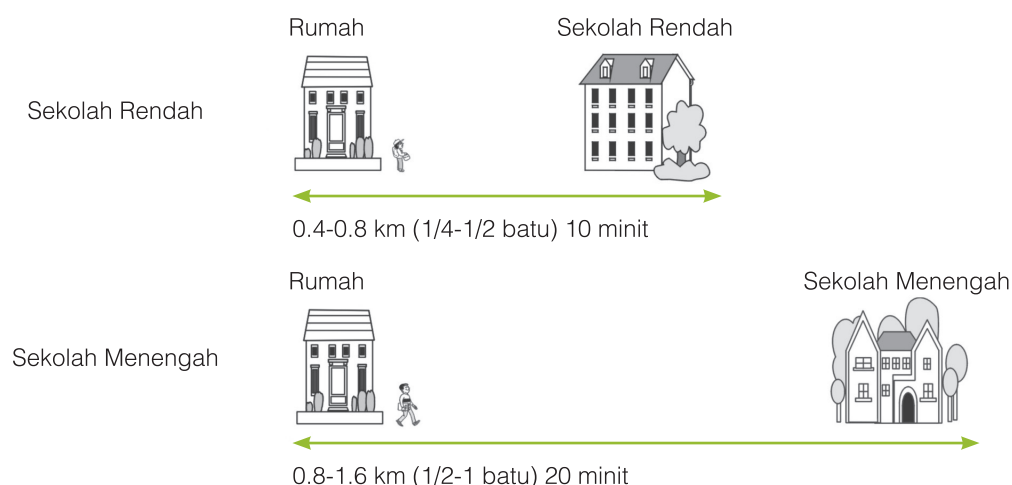 Rumah
Sekolah Rendah
Sekolah Rendah
0.4-0.8 km (1/4-1/2 batu) 10 minit
Rumah
Sekolah Menengah
Sekolah Menengah
0.8-1.6 km (1/2-1 batu) 20 minit